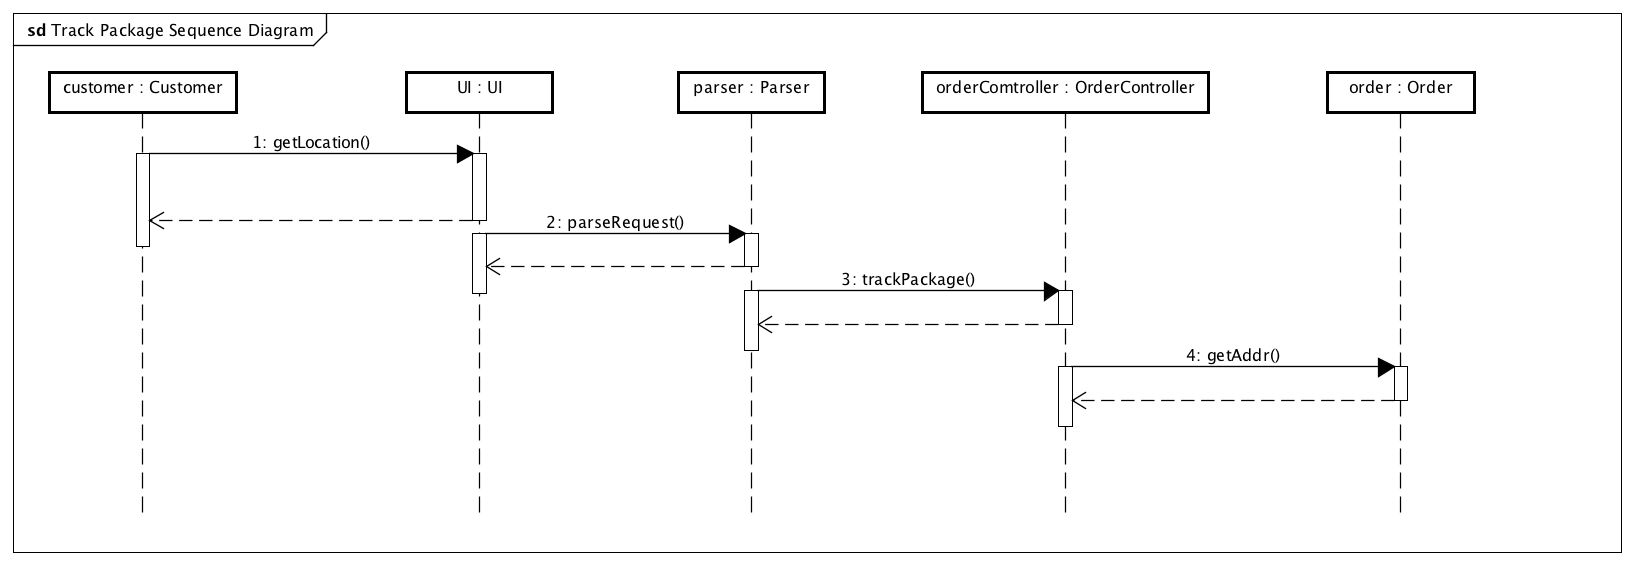 sd Track Package Sequence Diagram
customer : Customer
UI : UI
parser : Parser
orderComtroller : OrderController
order : Order
1: getLocation()
2: parseRequest()
3: trackPackage()
4: getAddr()